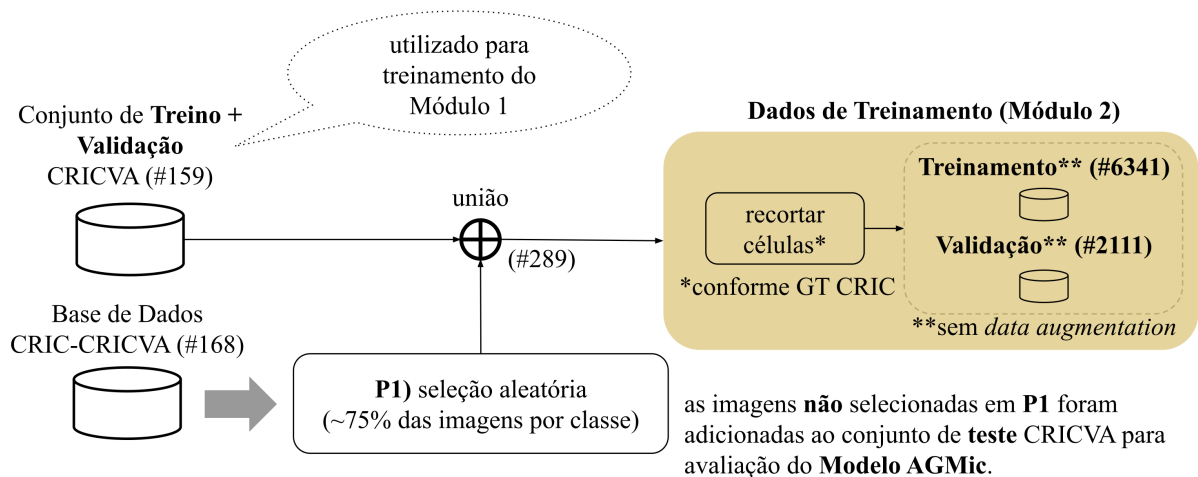 utilizado para
treinamento do
Módulo 1
Conjunto de Treino +
Validação
CRICVA (#159)
união
(#289)
Base de Dados
CRIC-CRICVA (#168)
P1) seleção aleatória
(~75% das imagens por classe)
Dados de Treinamento (Módulo 2)
recortar
células*
*conforme GT CRIC
Treinamento** (#6341)
Validação** (#2111)
**sem data augmentation
as imagens não selecionadas em P1 foram
adicionadas ao conjunto de teste CRICVA para
avaliação do Modelo AGMic.